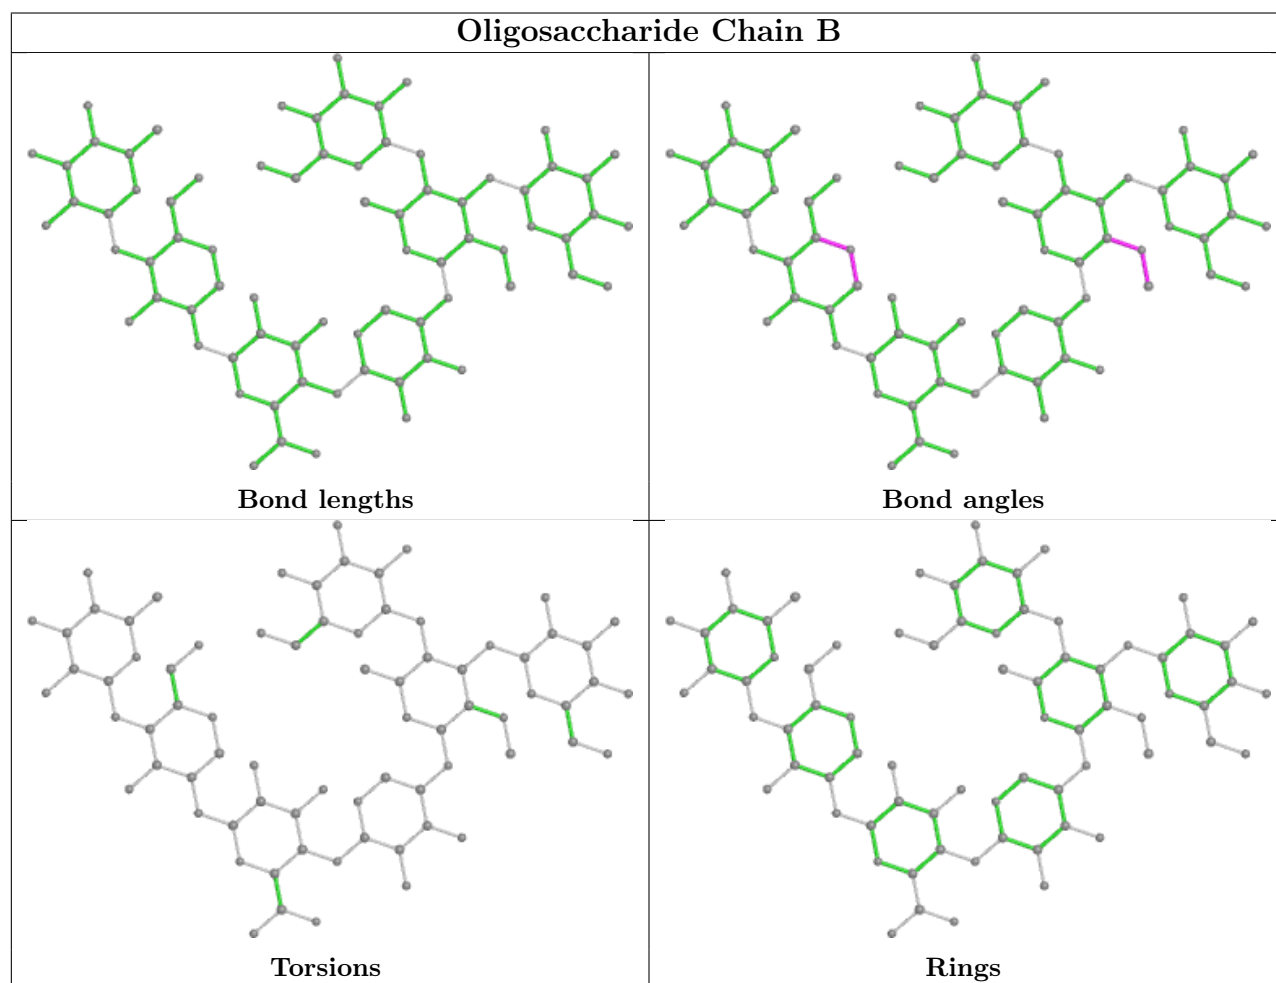 Oligosaccharide Chain B
Bond lengths
Bond angles
Torsions
Rings